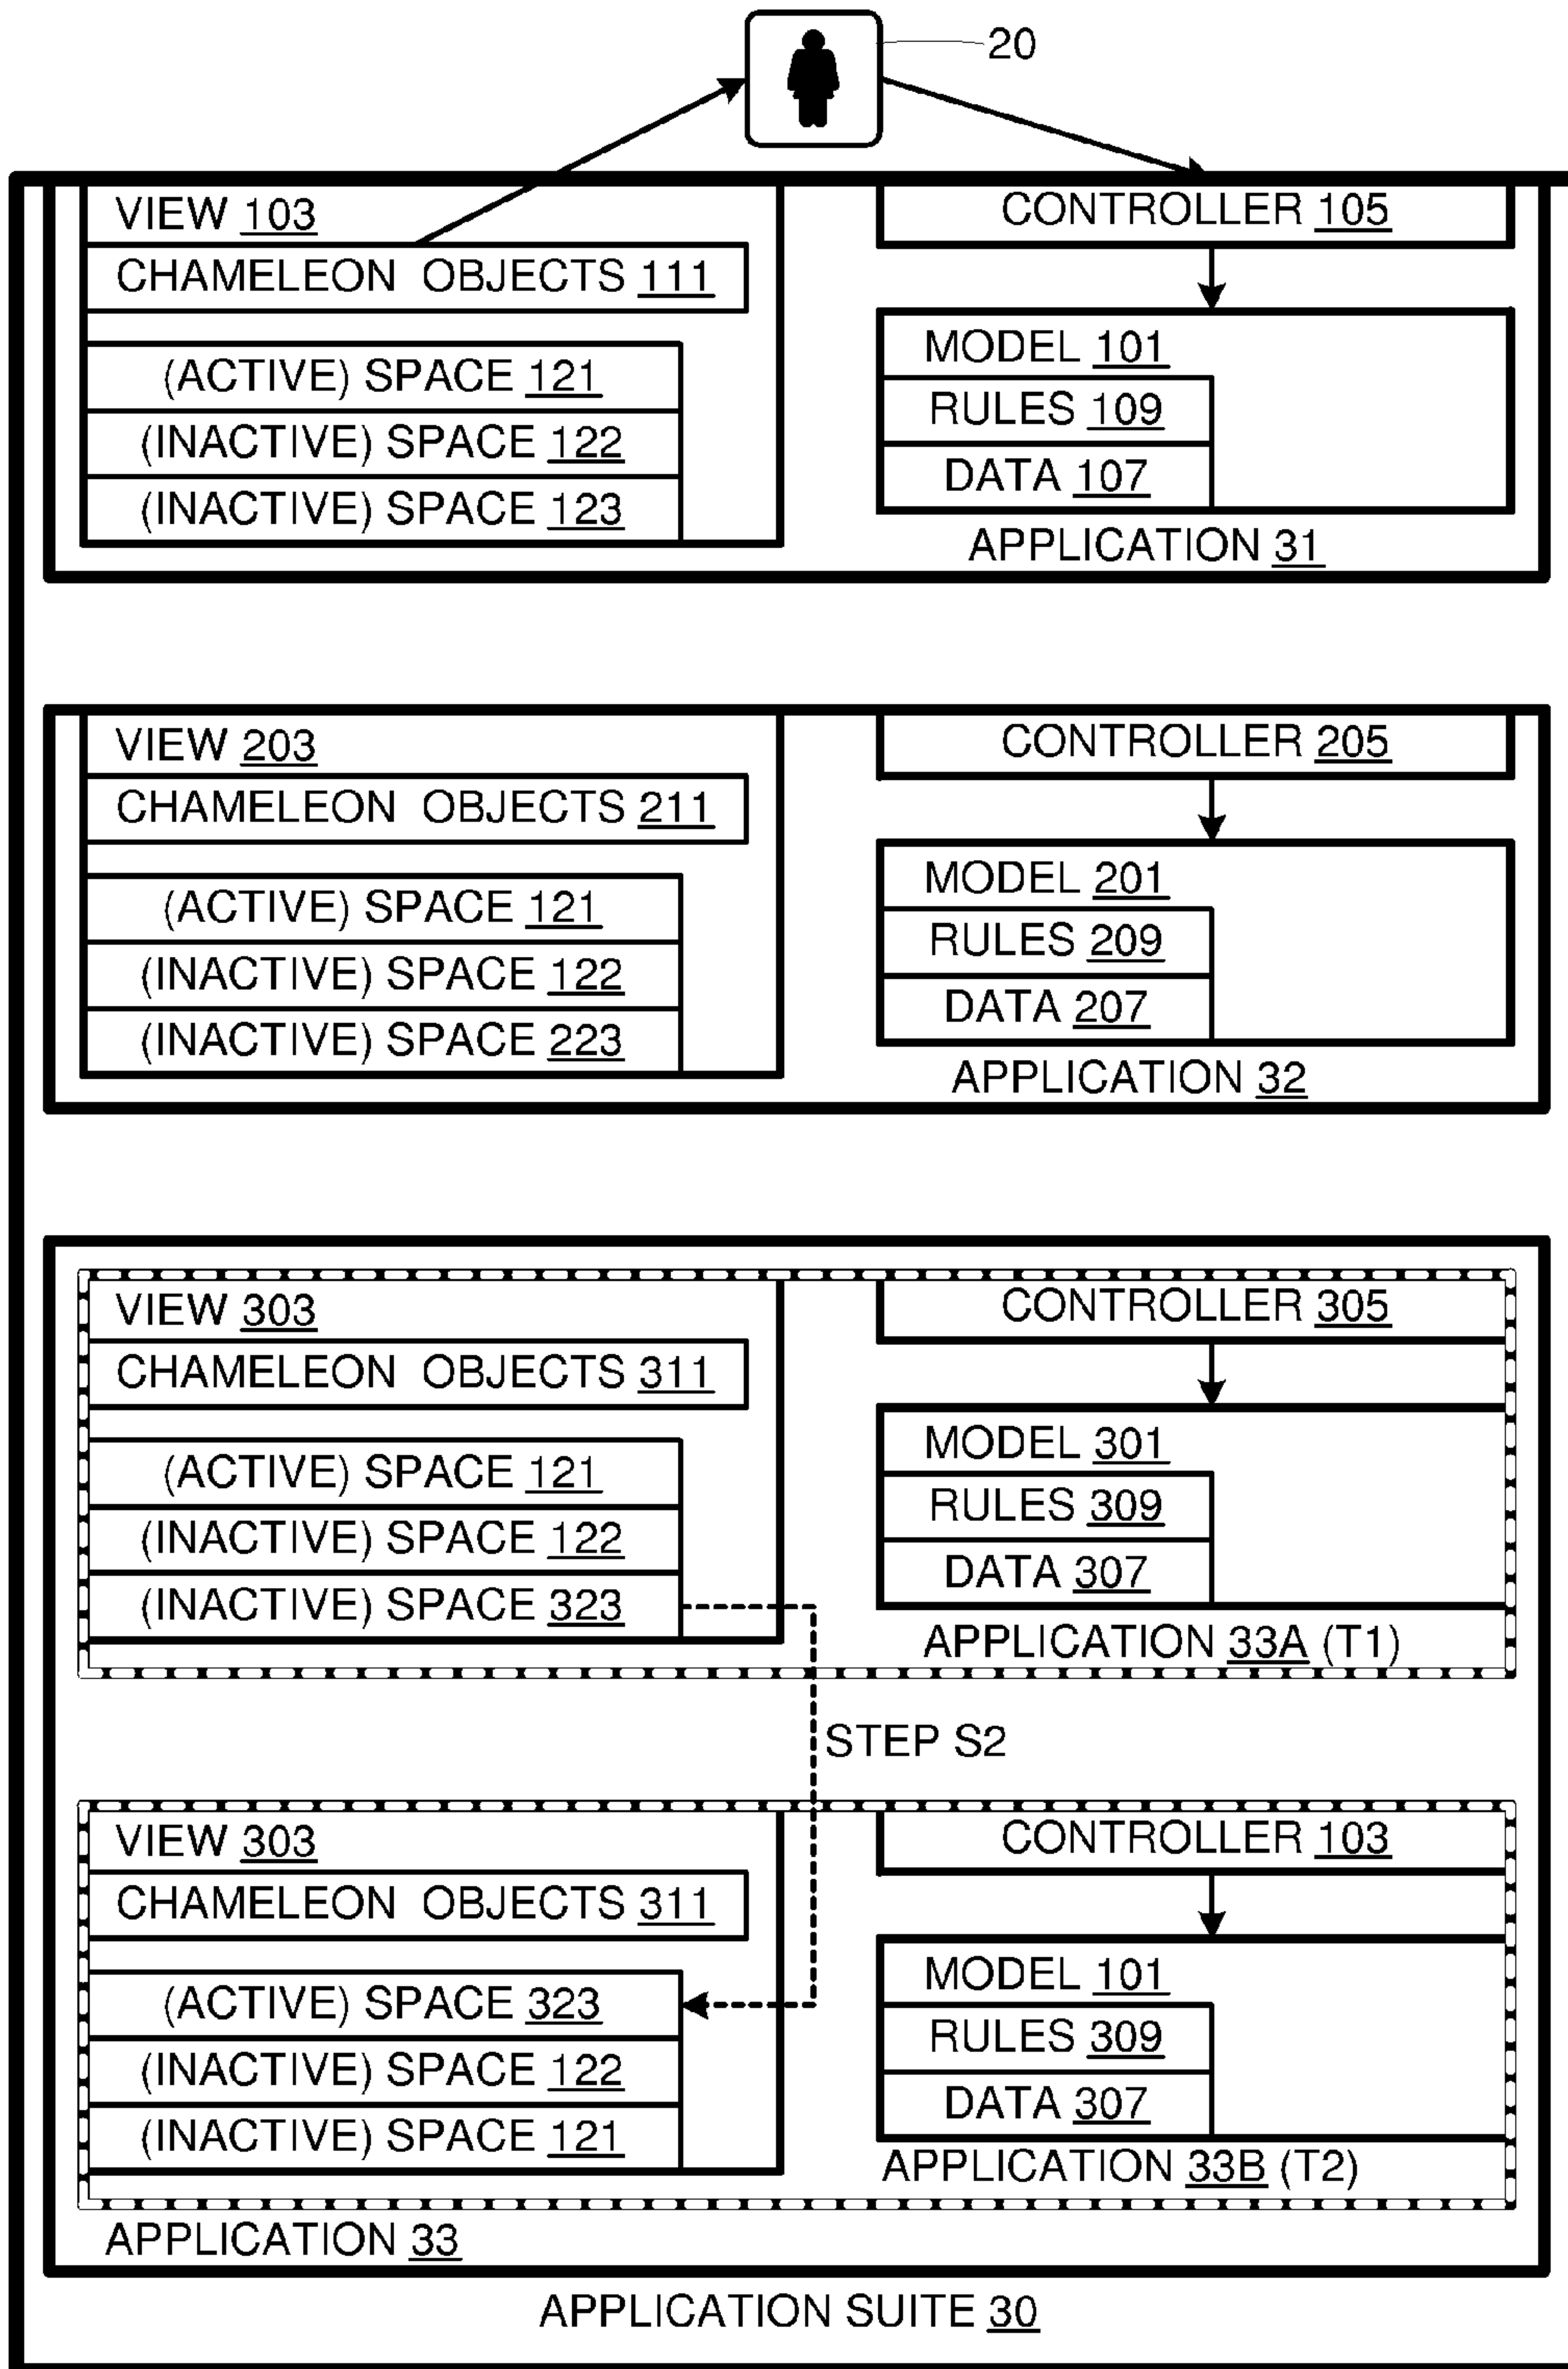 20
VIEW 103
CHAMELEON OBJECTS 111
(ACTIVE) SPACE 121
(INACTIVE) SPACE 122
(INACTIVE) SPACE 123
CONTROLLER 105
MODEL 101
RULES 109
DATA 107
APPLICATION 31
VIEW 203
CHAMELEON OBJECTS 211
(ACTIVE) SPACE 121
(INACTIVE) SPACE 122
(INACTIVE) SPACE 223
CONTROLLER 205
MODEL 201
RULES 209
DATA 207
APPLICATION 32
VIEW 303
CHAMELEON OBJECTS 311
(ACTIVE) SPACE 121
(INACTIVE) SPACE 122
(INACTIVE) SPACE 323
CONTROLLER 305
MODEL 301
RULES 309
DATA 307
APPLICATION 33A (T1)
STEP S2
VIEW 303
CHAMELEON OBJECTS 311
(ACTIVE) SPACE 323
(INACTIVE) SPACE 122
(INACTIVE) SPACE 121
CONTROLLER 103
MODEL 101
RULES 309
DATA 307
APPLICATION 33B (T2)
APPLICATION 33
APPLICATION SUITE 30